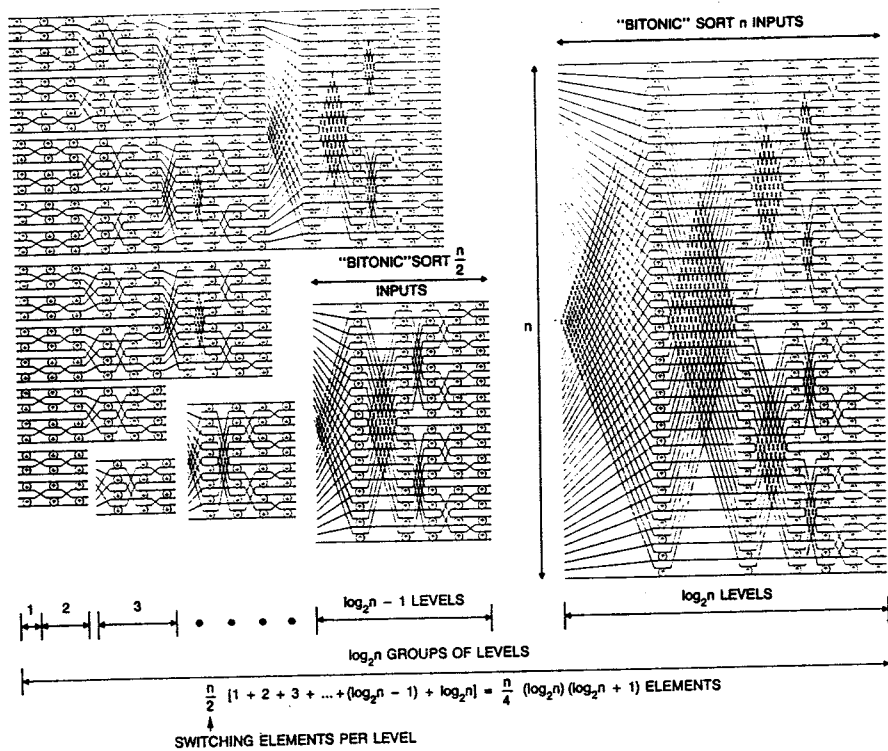 "BITONIC" SORT n INPUTS
"BITONIC" SORT n/2
INPUTS
n
1
2
3
• • • •
log₂n − 1 LEVELS
log₂n LEVELS
log₂n GROUPS OF LEVELS
n/2 [1 + 2 + 3 + ... + (log₂n − 1) + log₂n] = n/4 (log₂n) (log₂n + 1) ELEMENTS
SWITCHING ELEMENTS PER LEVEL